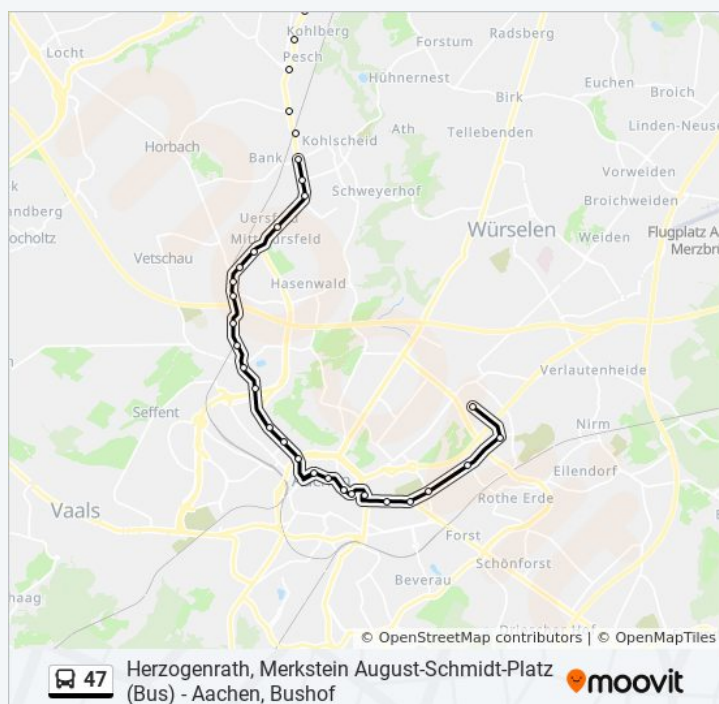 Kohlberg
Radsberg
Locht
Pesch
Forstum
Hühnernest
Euchen
Broich
Birk
Ath
Linden-Neuse
Kohlscheid
Tellebenden
Horbach
Bank
Vorweiden
Schweyerhof
Broichweiden
andberg
Uersfeld
Würselen
ocholtz
Flugplatz A
Weiden
Vetschau
Merzbrü
Hasenwald
Verlautenheide
Seffent
Nirm
Eilendorf
Rothe Erde
Vaals
Forst
Schönforst
haag
Beverau
© OpenStreetMap contributors | © OpenMapTiles
47
Herzogenrath, Merkstein August-Schmidt-Platz
(Bus) - Aachen, Bushof
moovit